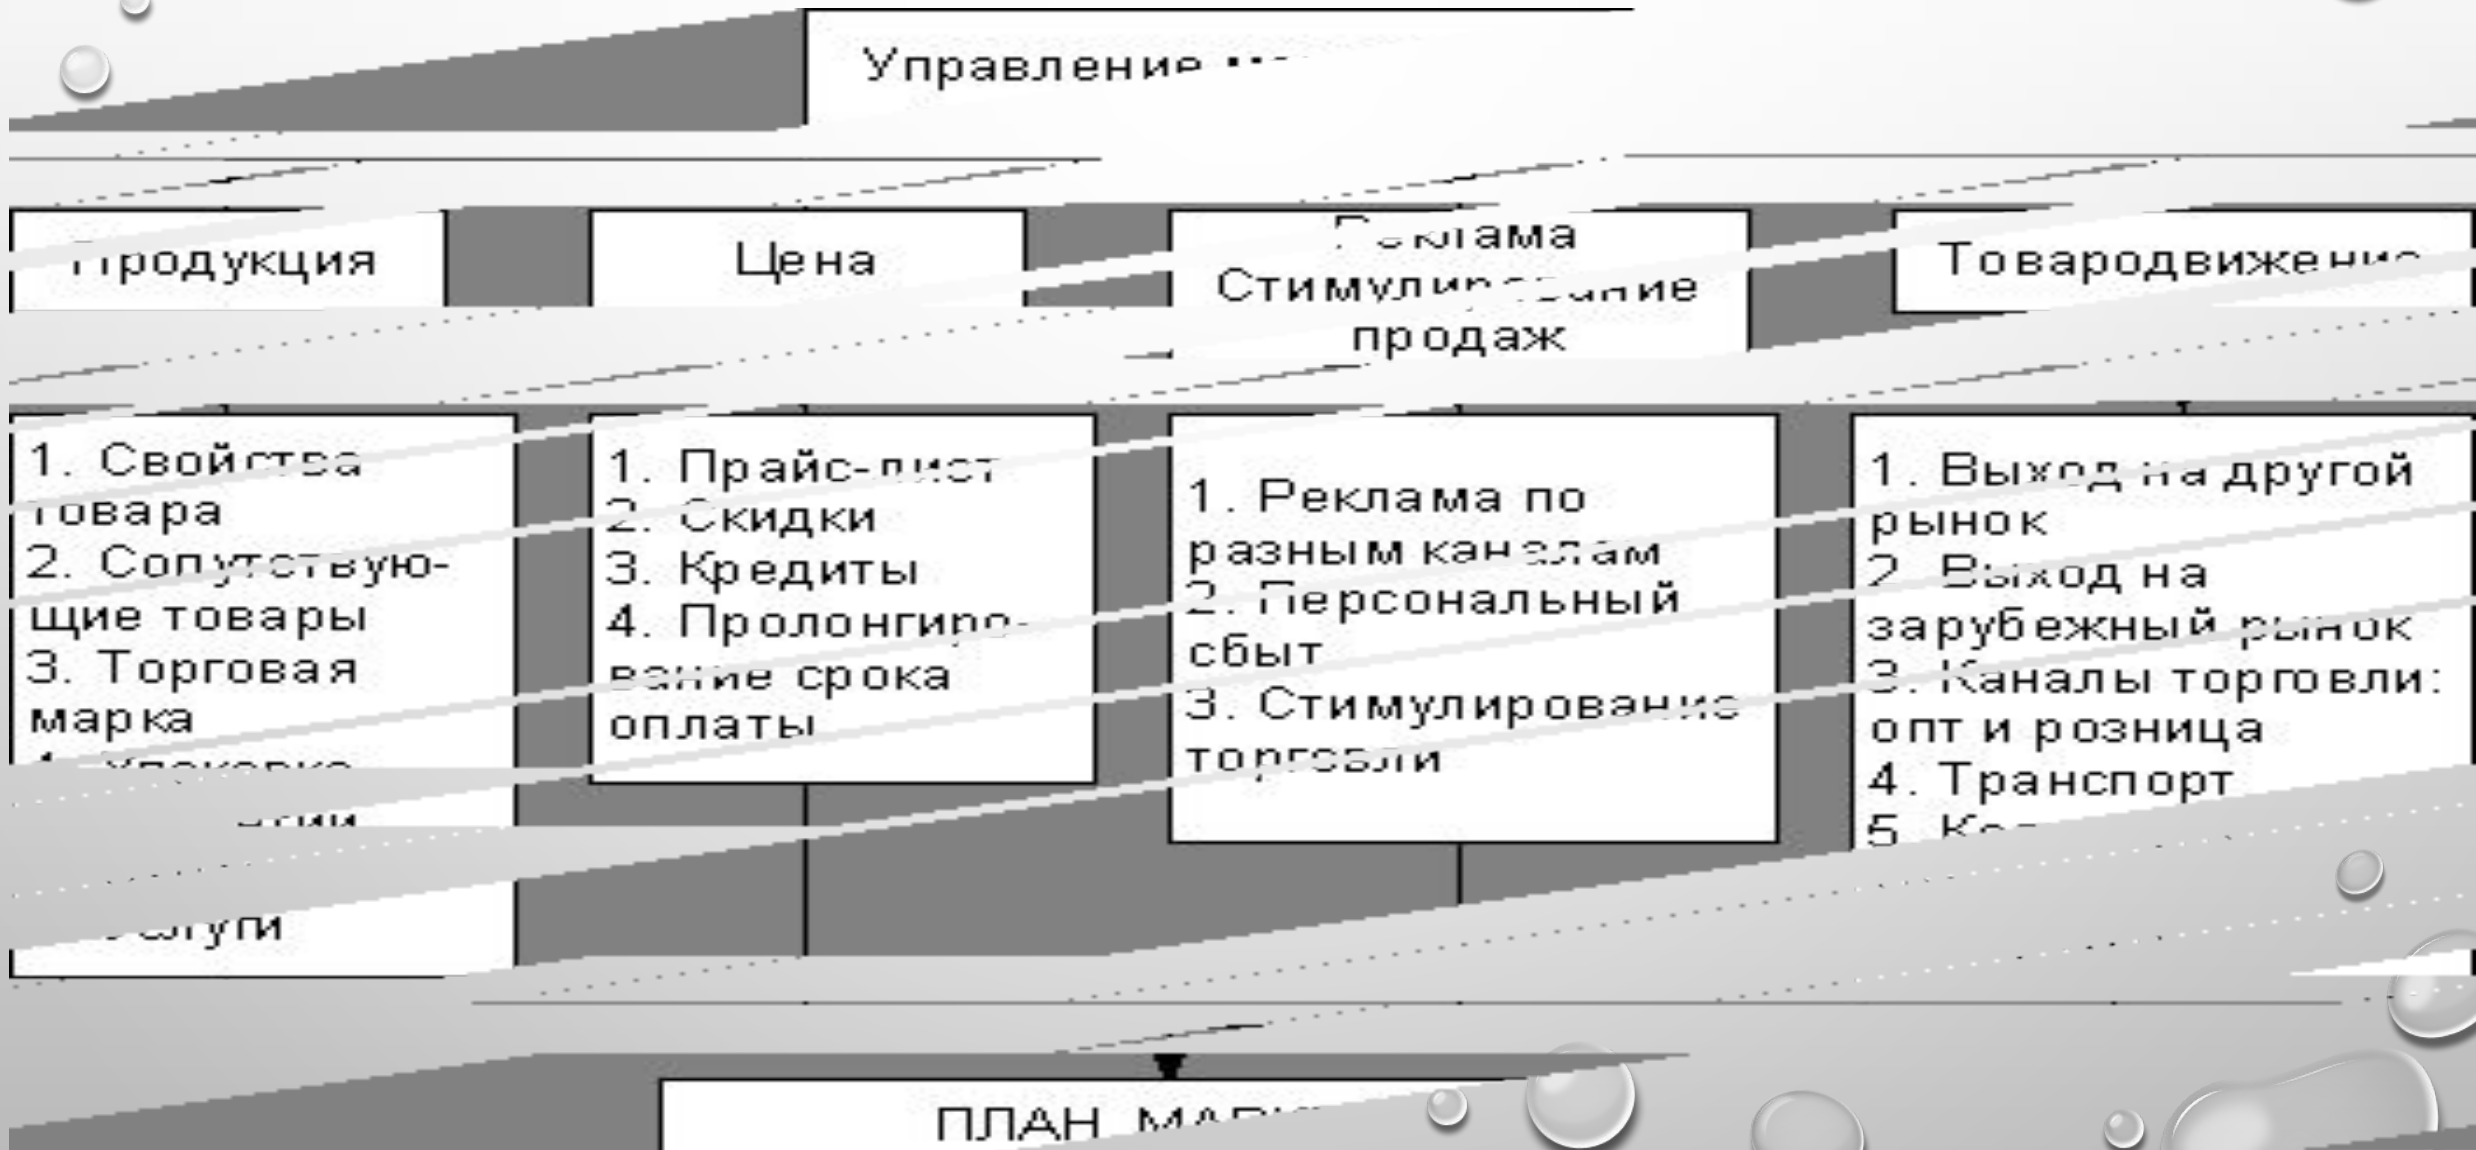 Управление
Продукция
Цена
Реклама
Стимулирование
продаж
Товародвижение
1. Свойства
товара
2. Сопутствую-
щие товары
3. Торговая
марка
4. Упаковка
1. Прайс-лист
2. Скидки
3. Кредиты
4. Пролонгиро-
вание срока
оплаты
1. Реклама по
разным каналам
2. Персональный
сбыт
3. Стимулирование
торговли
1. Выход на другой
рынок
2. Выход на
зарубежный рынок
3. Каналы торговли:
опт и розница
4. Транспорт
5.
ПЛАН